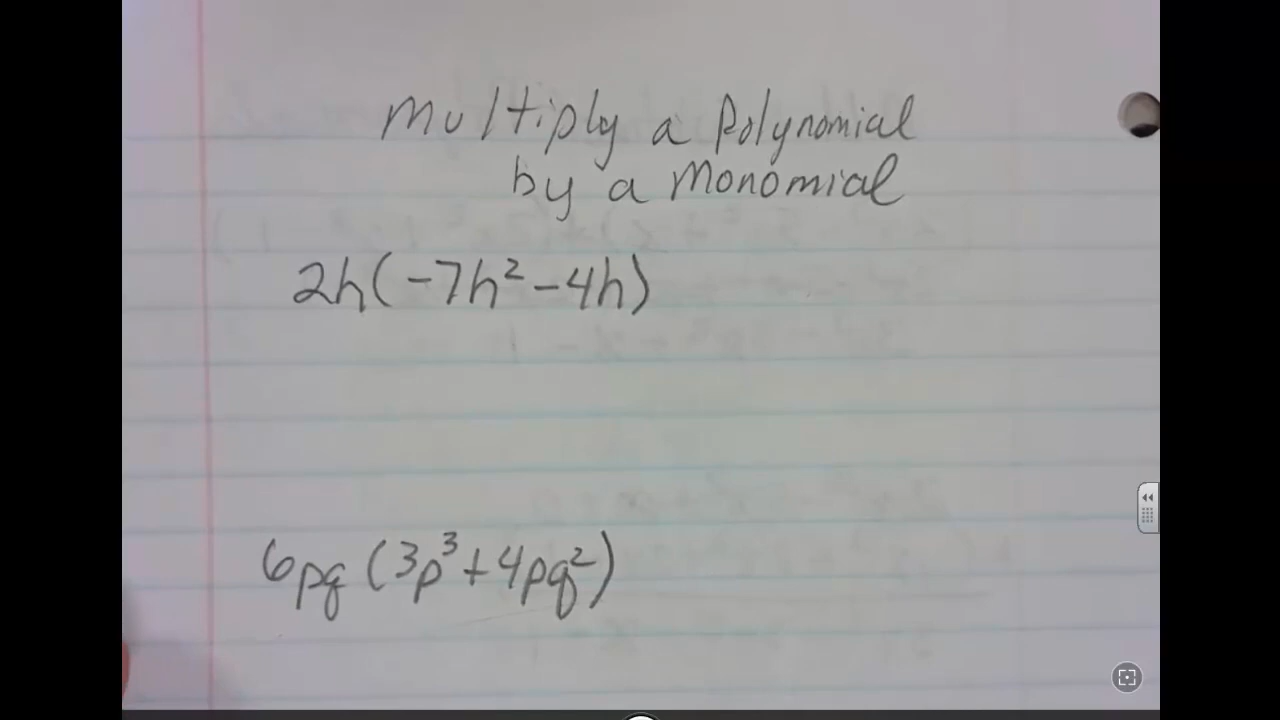 Multiply a Polynomial
by a Monomial
2h(-7h²-4h)
6pq(3p³+4pq²)